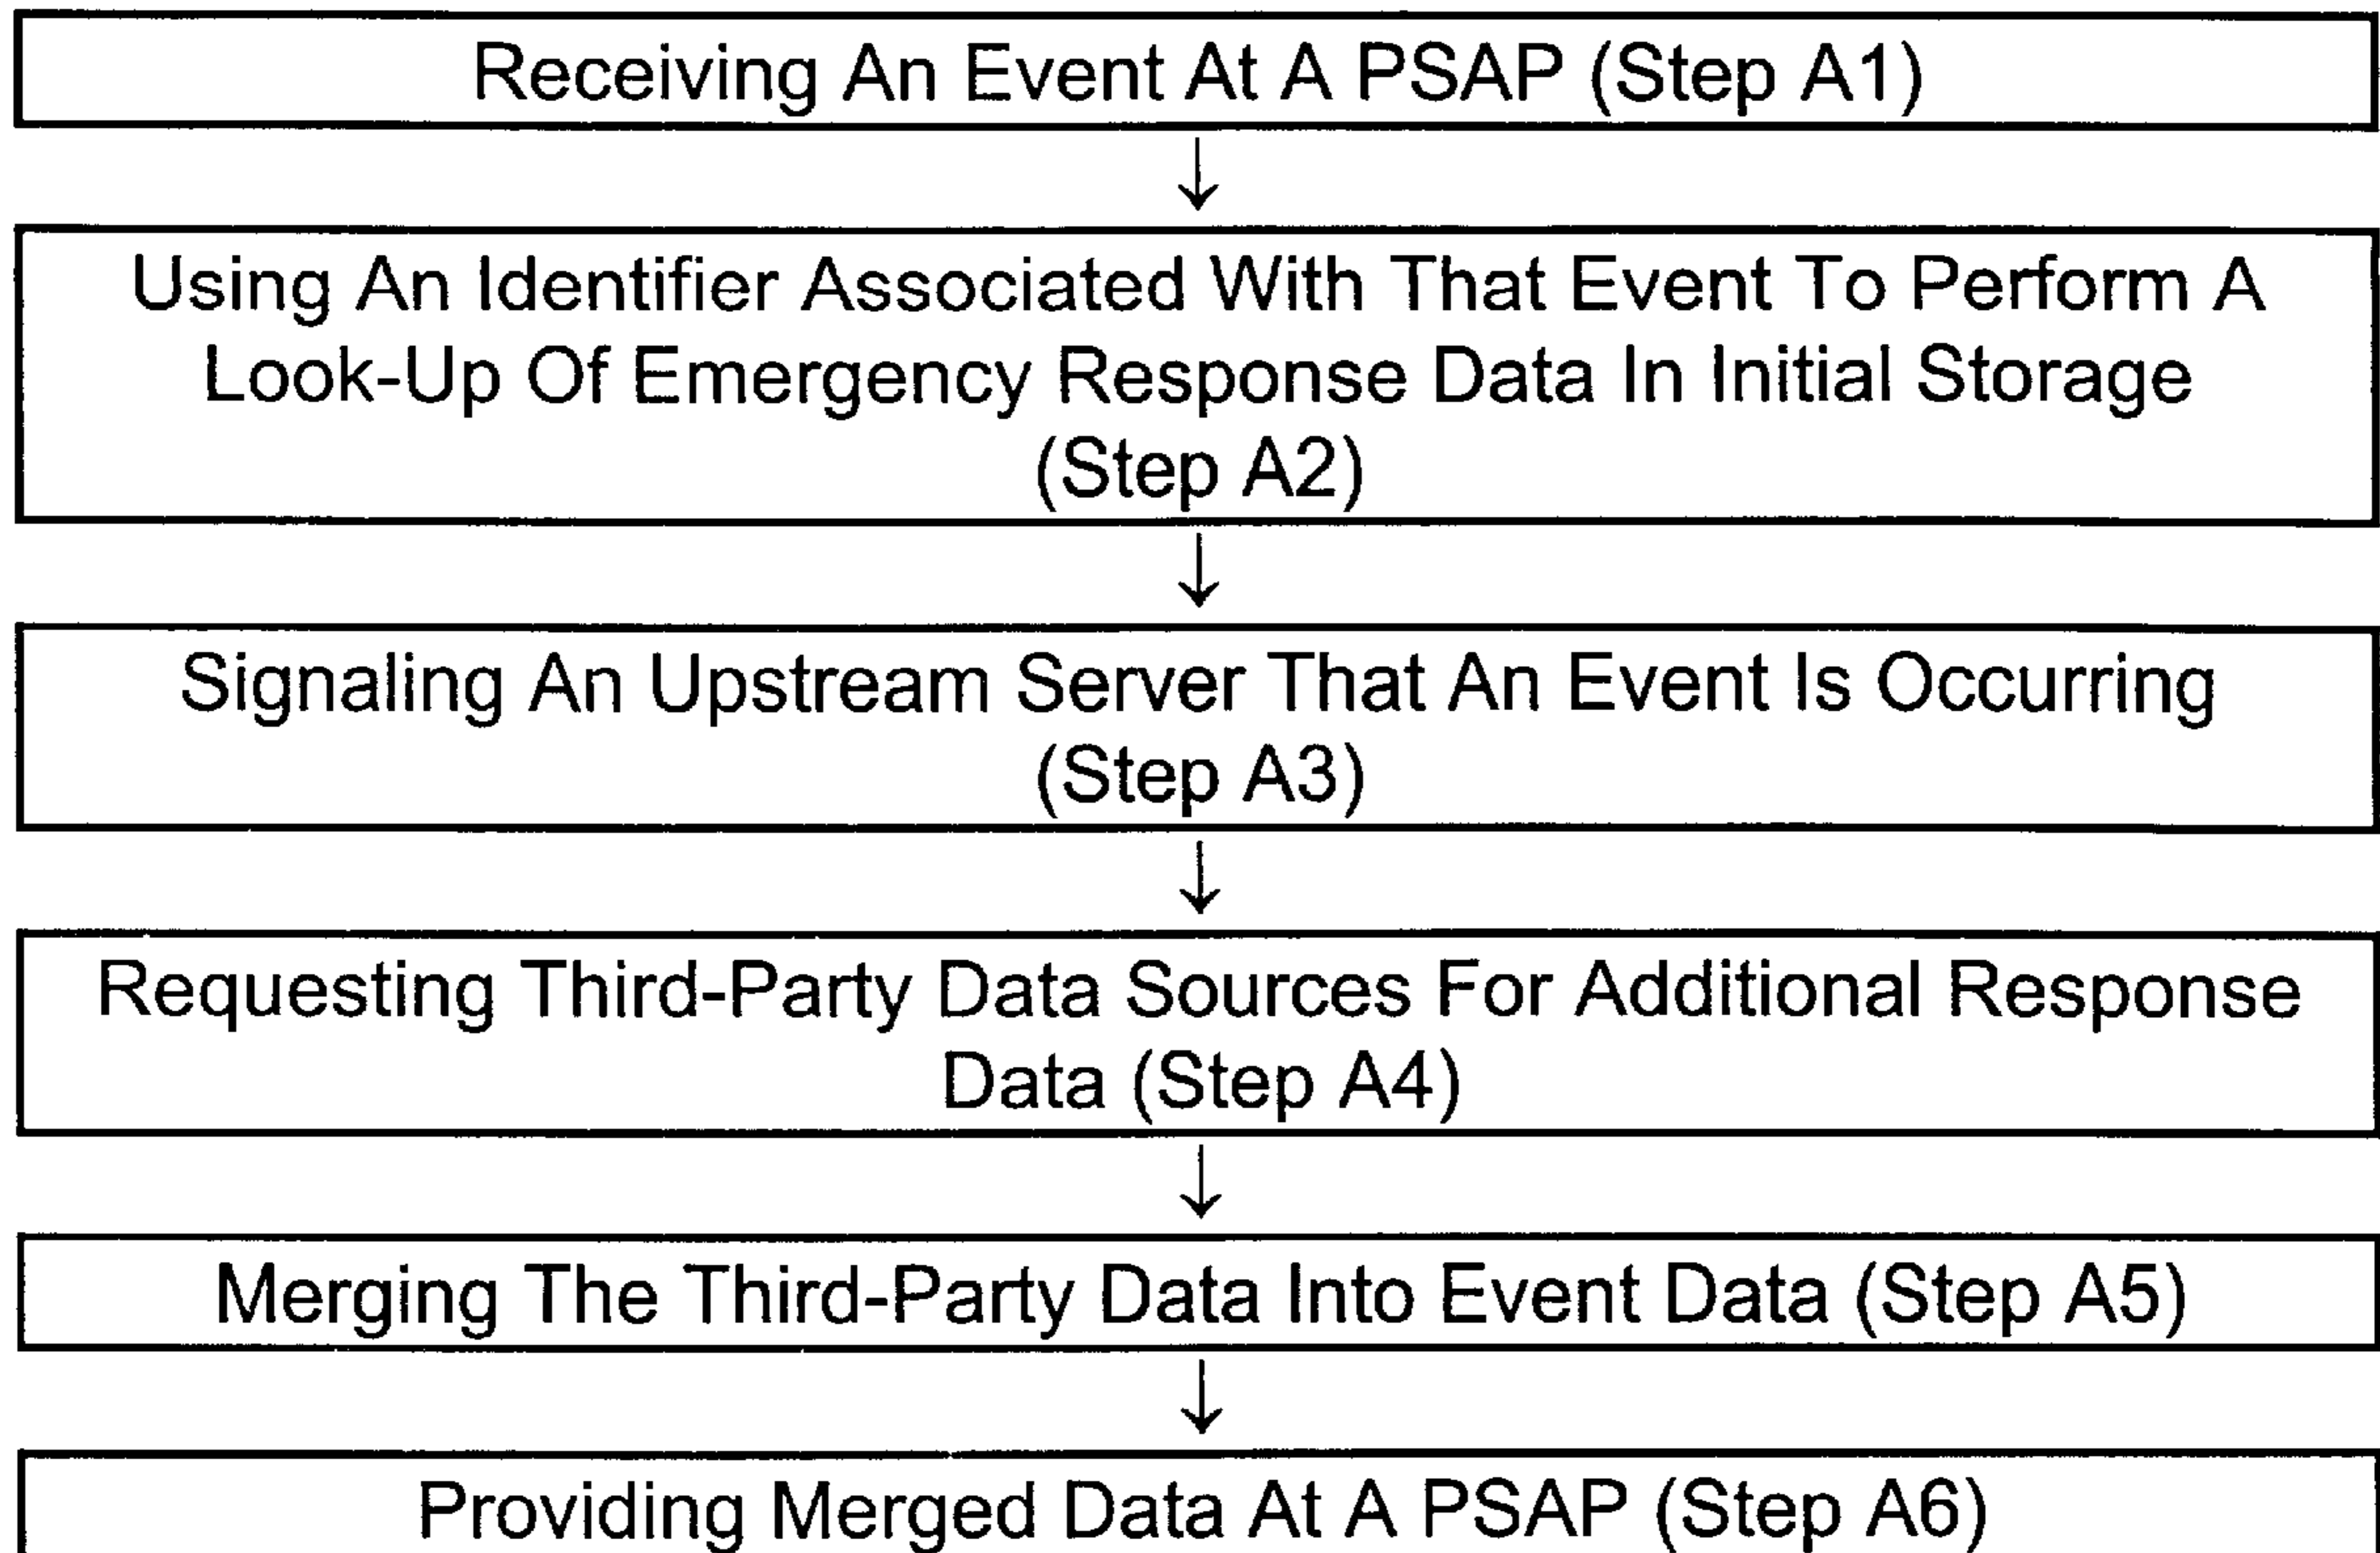 Receiving An Event At A PSAP (Step A1)
Using An Identifier Associated With That Event To Perform A
Look-Up Of Emergency Response Data In Initial Storage
(Step A2)
Signaling An Upstream Server That An Event Is Occurring
(Step A3)
Requesting Third-Party Data Sources For Additional Response
Data (Step A4)
Merging The Third-Party Data Into Event Data (Step A5)
Providing Merged Data At A PSAP (Step A6)